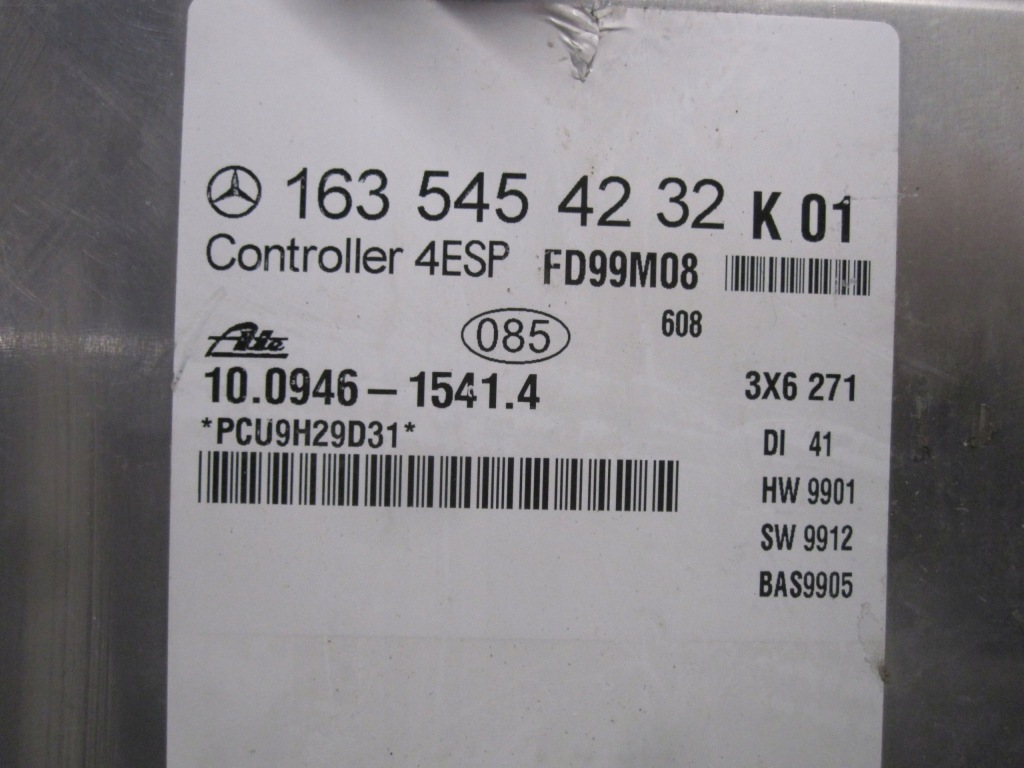 163 545 42 32 K 01
Controller 4ESP FD99M08
608
Ate 085
10.0946-1541.4 3X6 271
*PCU9H29D31* DI 41
HW 9901
SW 9912
BAS9905